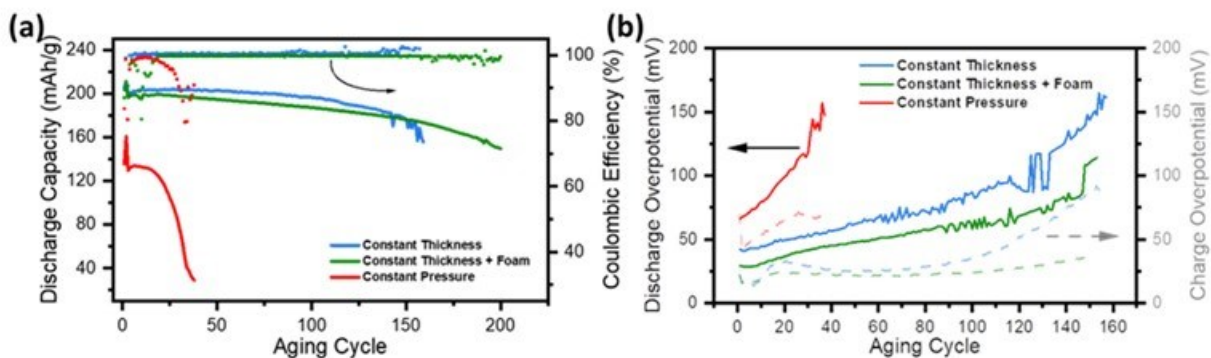 (a)
Discharge Capacity (mAh/g)
240
200
160
120
80
40
0
50
100
150
200
Aging Cycle
100
80
60
40
Coulombic Efficiency (%)
Constant Thickness
Constant Thickness + Foam
Constant Pressure
(b)
Discharge Overpotential (mV)
200
150
100
50
0
0
20
40
60
80
100
120
140
160
Aging Cycle
200
150
100
50
0
Charge Overpotential (mV)
Constant Thickness
Constant Thickness + Foam
Constant Pressure